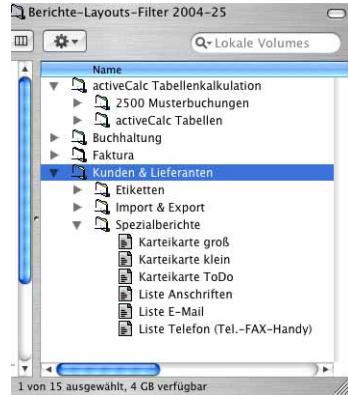 Berichte-Layouts-Filter 2004-25
Lokale Volumes
Name
activeCalc Tabellenkalkulation
2500 Musterbuchungen
activeCalc Tabellen
Buchhaltung
Faktura
Kunden & Lieferanten
Etiketten
Import & Export
Spezialberichte
Karteikarte groß
Karteikarte klein
Karteikarte ToDo
Liste Anschriften
Liste E-Mail
Liste Telefon (Tel.-FAX-Handy)
1 von 15 ausgewählt, 4 GB verfügbar